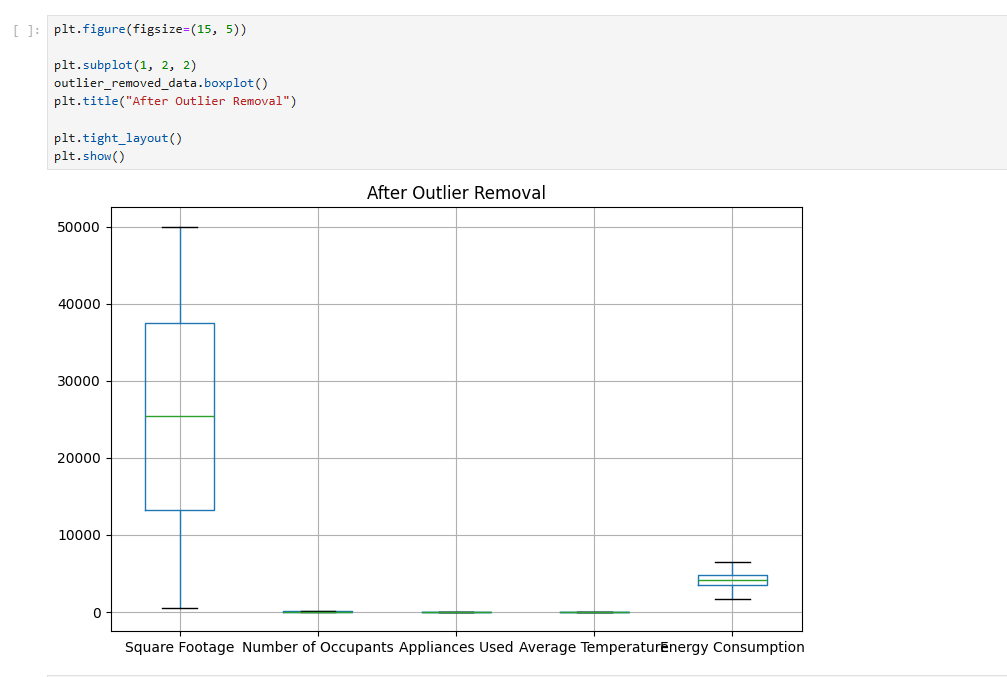 [ ]:
plt.figure(figsize=(15, 5))
plt.subplot(1, 2, 2)
outlier_removed_data.boxplot()
plt.title("After Outlier Removal")
plt.tight_layout()
plt.show()
After Outlier Removal
50000
40000
30000
20000
10000
0
Square Footage Number of Occupants Appliances Used Average Temperature Energy Consumption